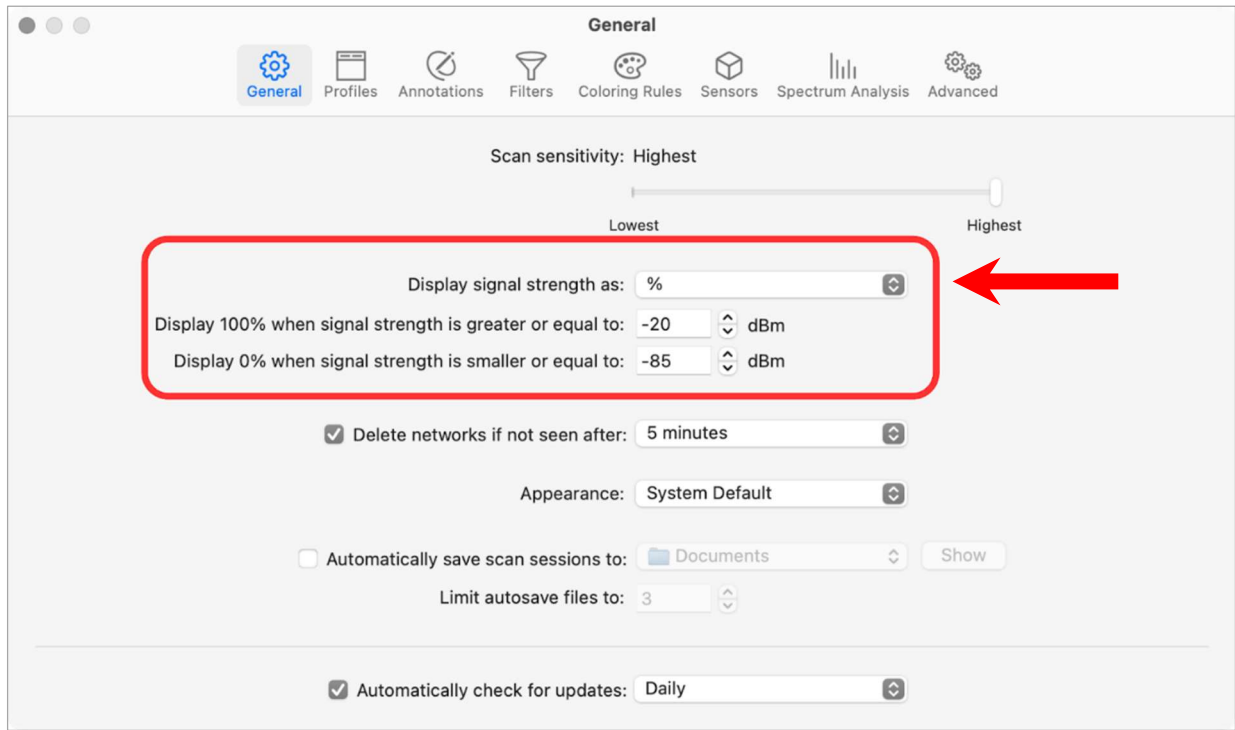 General
General Profiles Annotations Filters Coloring Rules Sensors Spectrum Analysis Advanced
Scan sensitivity: Highest
Lowest Highest
Display signal strength as: %
Display 100% when signal strength is greater or equal to: -20 dBm
Display 0% when signal strength is smaller or equal to: -85 dBm
Delete networks if not seen after: 5 minutes
Appearance: System Default
Automatically save scan sessions to: Documents Show
Limit autosave files to: 3
Automatically check for updates: Daily